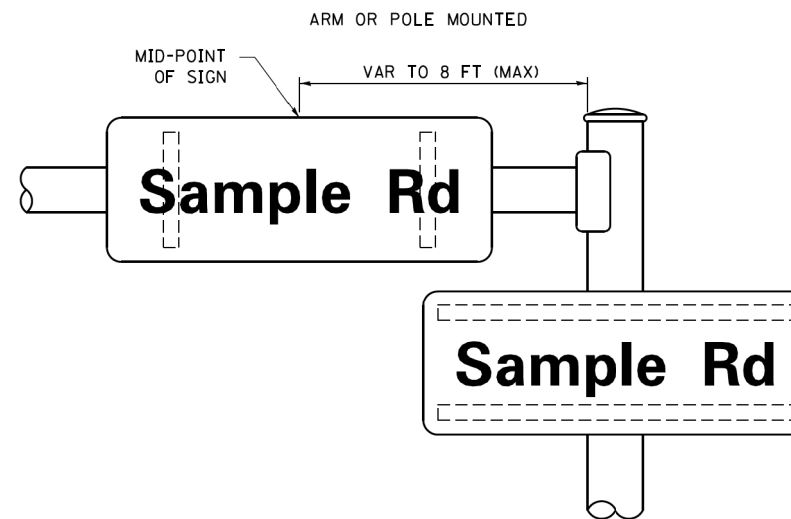 ARM OR POLE MOUNTED
MID-POINT
OF SIGN
VAR TO 8 FT (MAX)
Sample Rd
Sample Rd